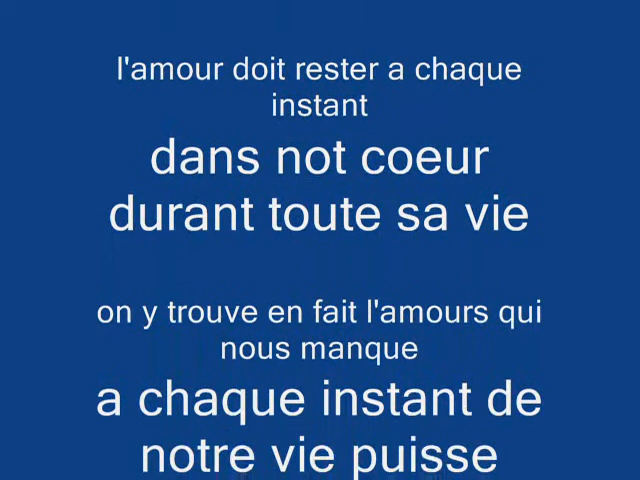 l'amour doit rester a chaque
instant
dans not coeur
durant toute sa vie
on y trouve en fait l'amours qui
nous manque
a chaque instant de
notre vie puisse